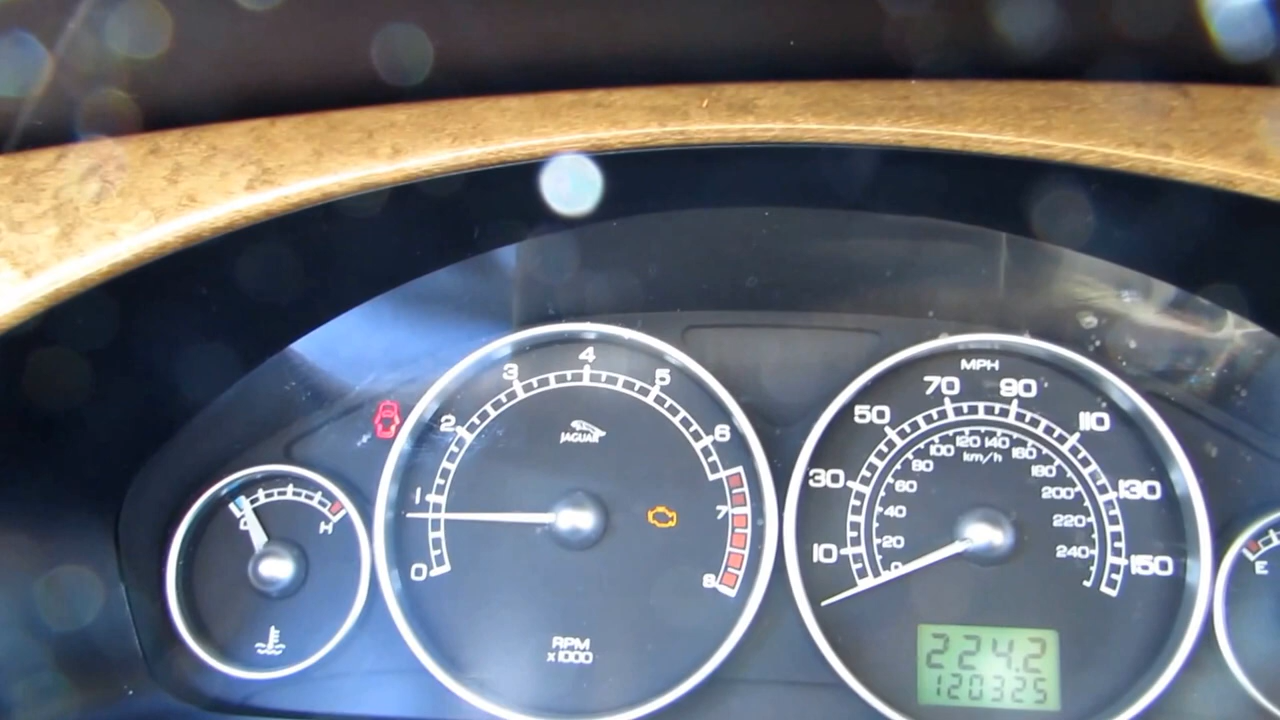 C H
0 1 2 3 4 5 6 7 8
JAGUAR
RPM
x1000
MPH
10 30 50 70 90 110 130 150
0 20 40 60 80 100 120 140 160 180 200 220 240
km/h
224.2
120325
E